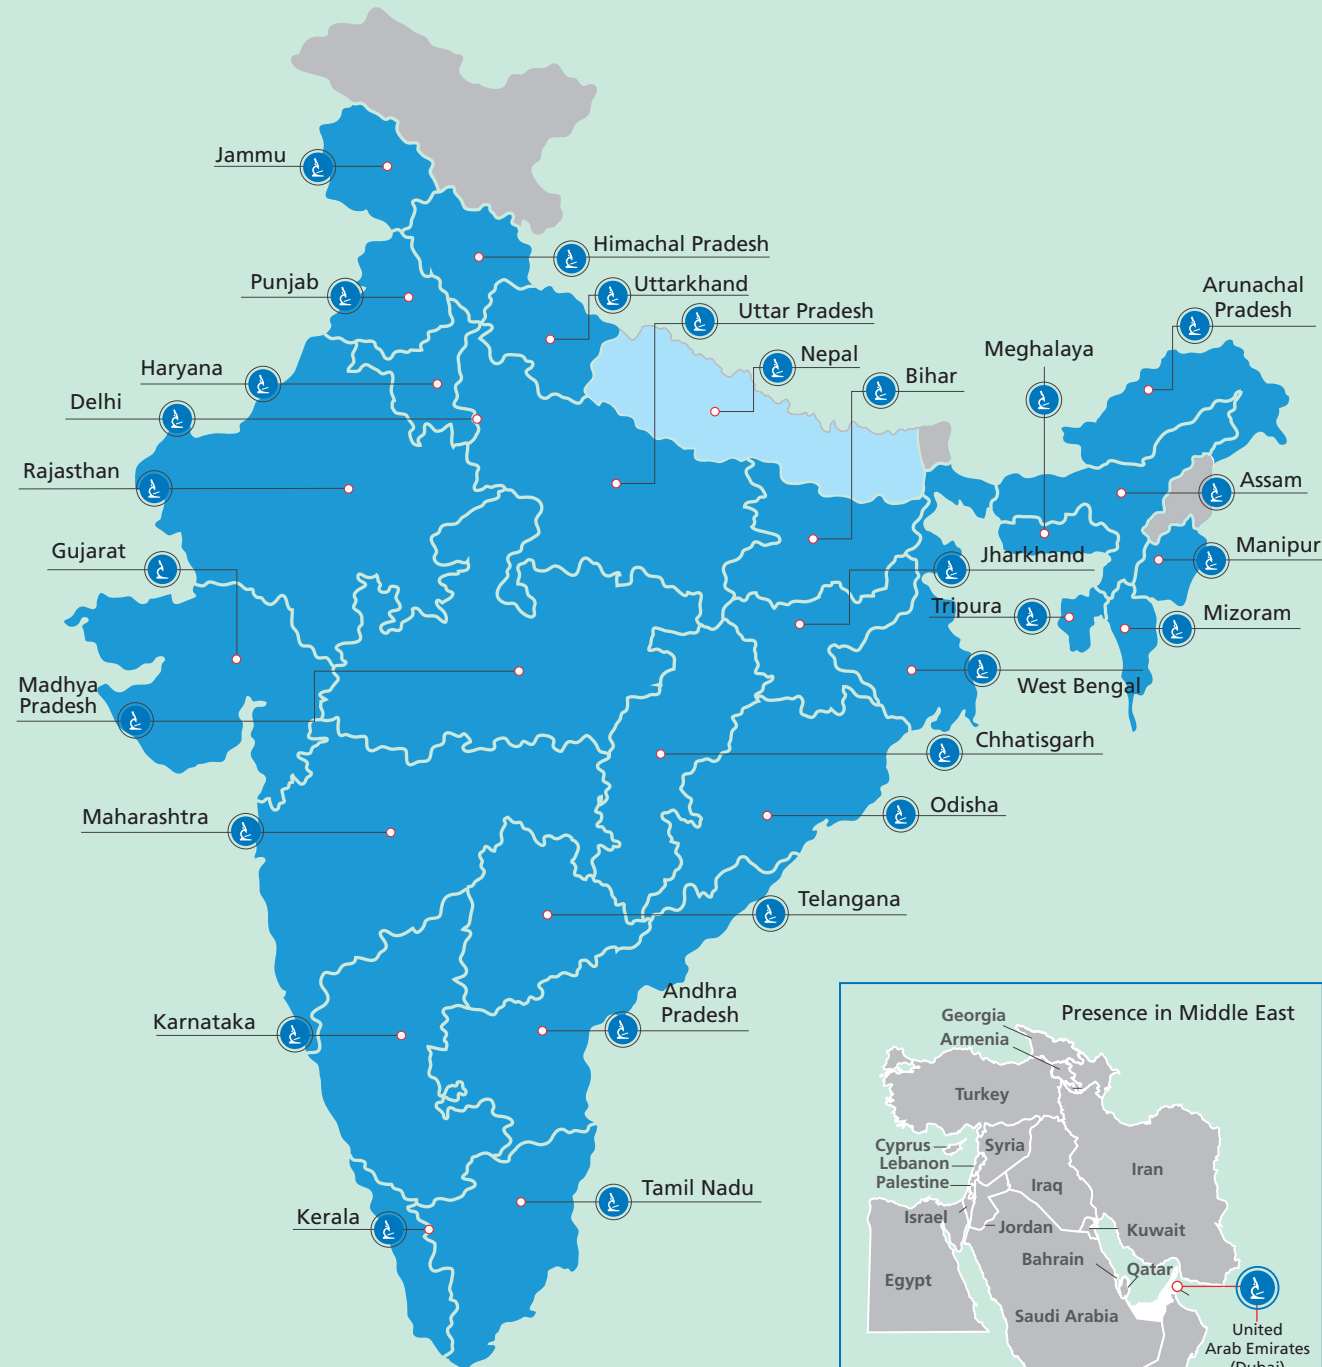 Jammu
Himachal Pradesh
Punjab
Uttarkhand
Uttar Pradesh
Arunachal
Pradesh
Nepal
Meghalaya
Haryana
Bihar
Delhi
Rajasthan
Assam
Gujarat
Jharkhand
Manipur
Tripura
Mizoram
Madhya
Pradesh
West Bengal
Chhatisgarh
Maharashtra
Odisha
Telangana
Andhra
Pradesh
Karnataka
Tamil Nadu
Kerala
Presence in Middle East
Georgia
Armenia
Turkey
Cyprus
Syria
Lebanon
Iran
Palestine
Iraq
Israel
Jordan
Kuwait
Bahrain
Qatar
Egypt
Saudi Arabia
United
Arab Emirates
(Dubai)